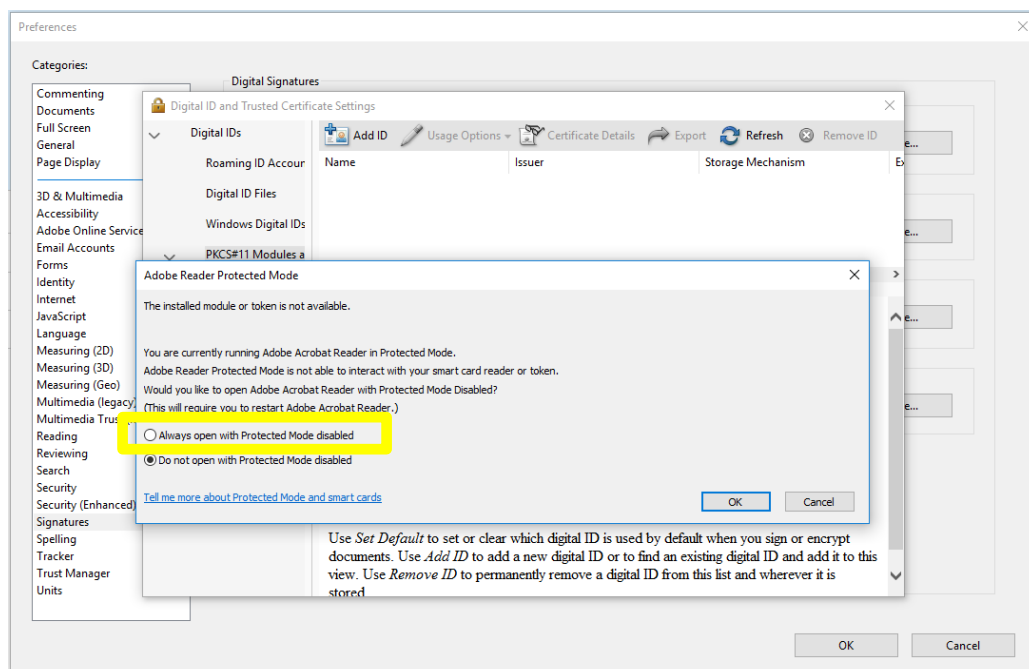 Preferences
Categories:
Commenting
Documents
Full Screen
General
Page Display
3D & Multimedia
Accessibility
Adobe Online Service
Email Accounts
Forms
Identity
Internet
JavaScript
Language
Measuring (2D)
Measuring (3D)
Measuring (Geo)
Multimedia (legacy)
Multimedia Trus
Reading
Reviewing
Search
Security
Security (Enhanced)
Signatures
Spelling
Tracker
Trust Manager
Units
Digital Signatures
e...
e...
e...
e...
Digital ID and Trusted Certificate Settings
Digital IDs
Roaming ID Accour
Digital ID Files
Windows Digital IDs
PKCS#11 Modules a
Add ID Usage Options Certificate Details Export Refresh Remove ID
Name Issuer Storage Mechanism Ex
Adobe Reader Protected Mode
The installed module or token is not available.
You are currently running Adobe Acrobat Reader in Protected Mode.
Adobe Reader Protected Mode is not able to interact with your smart card reader or token.
Would you like to open Adobe Acrobat Reader with Protected Mode Disabled?
(This will require you to restart Adobe Acrobat Reader.)
Always open with Protected Mode disabled
Do not open with Protected Mode disabled
Tell me more about Protected Mode and smart cards
OK Cancel
Use Set Default to set or clear which digital ID is used by default when you sign or encrypt
documents. Use Add ID to add a new digital ID or to find an existing digital ID and add it to this
view. Use Remove ID to permanently remove a digital ID from this list and wherever it is
stored
OK Cancel